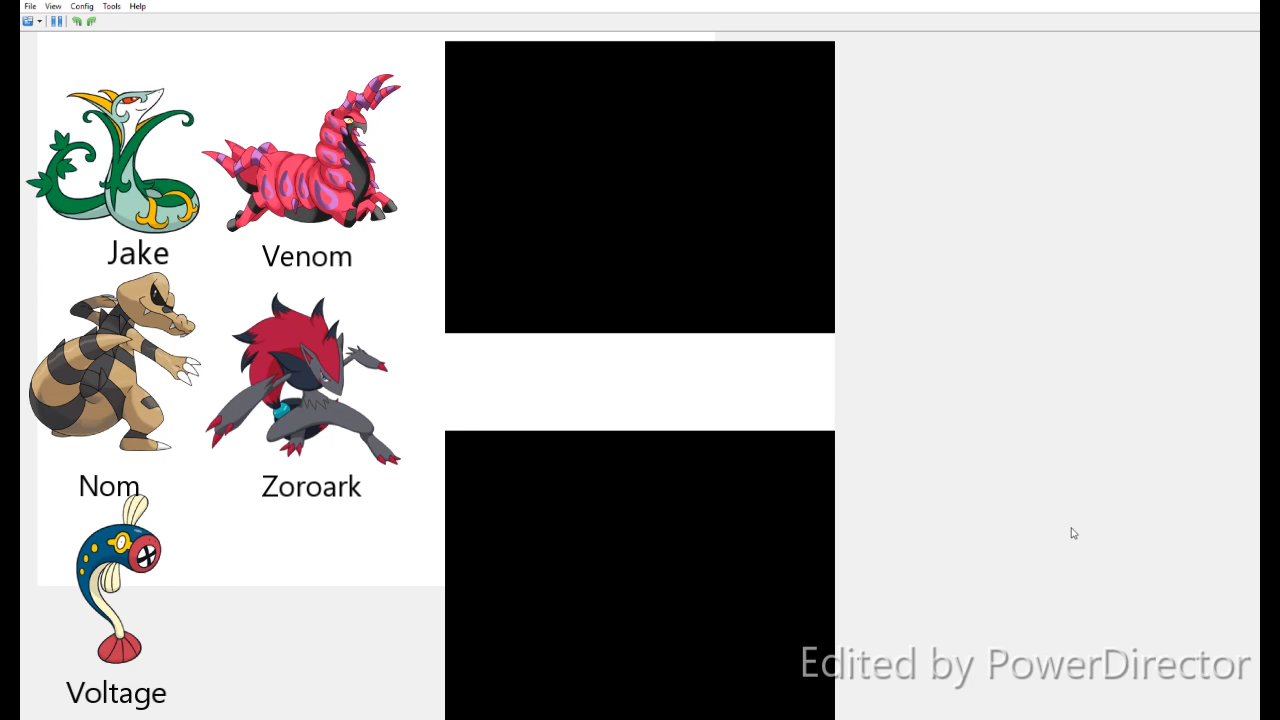 File View Config Tools Help
Jake Venom
Nom Zoroark
Voltage
Edited by PowerDirector